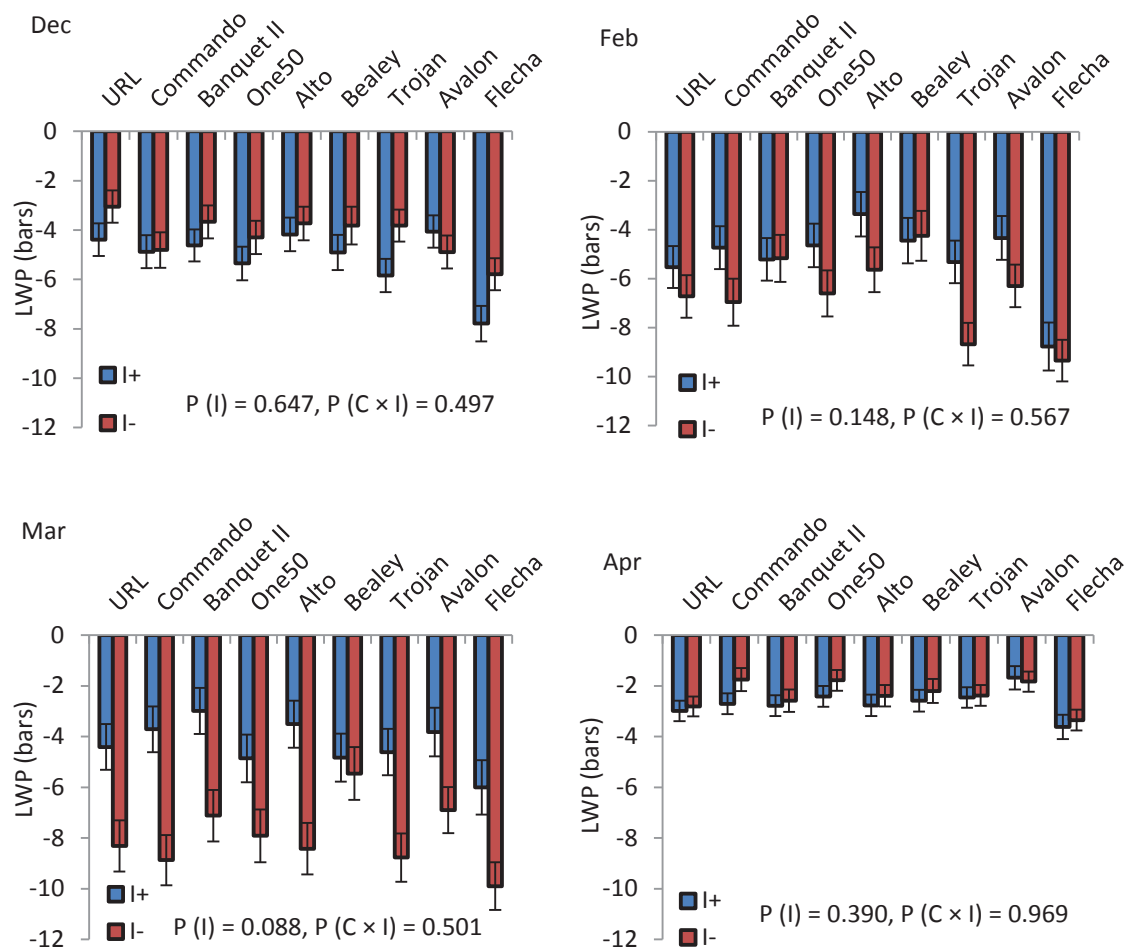 Dec
URL
Commando
Banquet II
One50
Alto
Bealey
Trojan
Avalon
Flecha
0
-2
-4
-6
-8
-10
-12
LWP (bars)
I+
I-
P (I) = 0.647, P (C × I) = 0.497
Feb
URL
Commando
Banquet II
One50
Alto
Bealey
Trojan
Avalon
Flecha
0
-2
-4
-6
-8
-10
-12
LWP (bars)
I+
I-
P (I) = 0.148, P (C × I) = 0.567
Mar
URL
Commando
Banquet II
One50
Alto
Bealey
Trojan
Avalon
Flecha
0
-2
-4
-6
-8
-10
-12
LWP (bars)
I+
I-
P (I) = 0.088, P (C × I) = 0.501
Apr
URL
Commando
Banquet II
One50
Alto
Bealey
Trojan
Avalon
Flecha
0
-2
-4
-6
-8
-10
-12
LWP (bars)
I+
I-
P (I) = 0.390, P (C × I) = 0.969